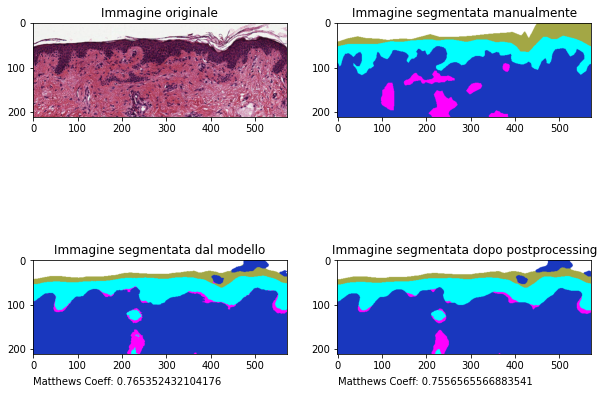 Immagine originale
Immagine segmentata manualmente
0
100
200
0 100 200 300 400 500
0
100
200
0 100 200 300 400 500
Immagine segmentata dal modello
Immagine segmentata dopo postprocessing
0
100
200
0 100 200 300 400 500
Matthews Coeff: 0.765352432104176
0
100
200
0 100 200 300 400 500
Matthews Coeff: 0.7556565566883541